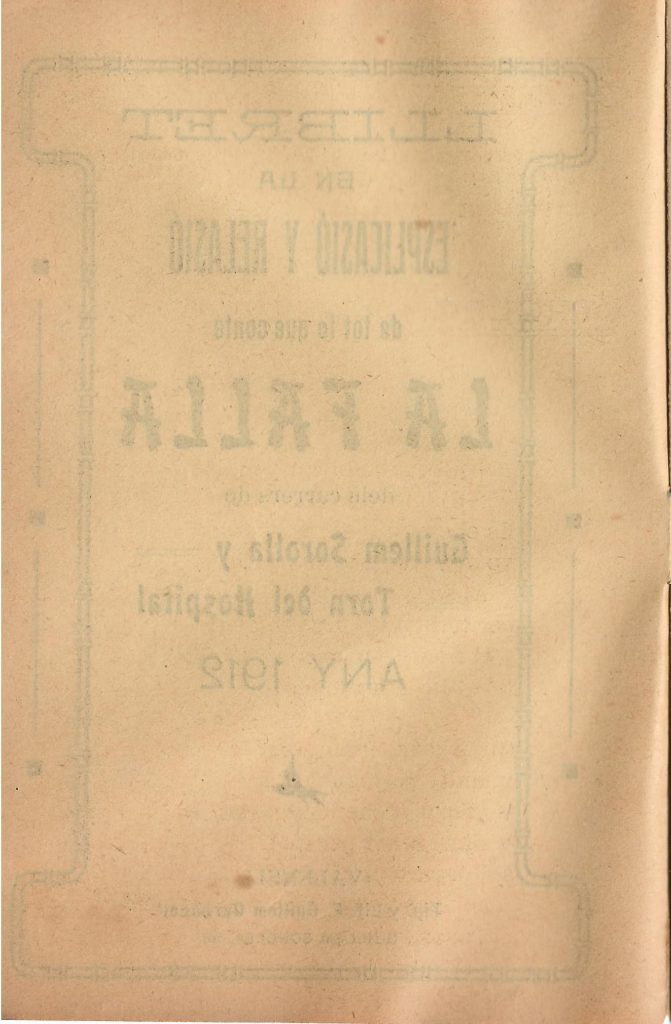 LLIBRET
EN LA
ESPLICASIÓ Y RELASIÓ
de tot lo que conte
LA FALLA
dels carrers de
Guillem Sorolla y
Torn del Hospital
ANY 1912